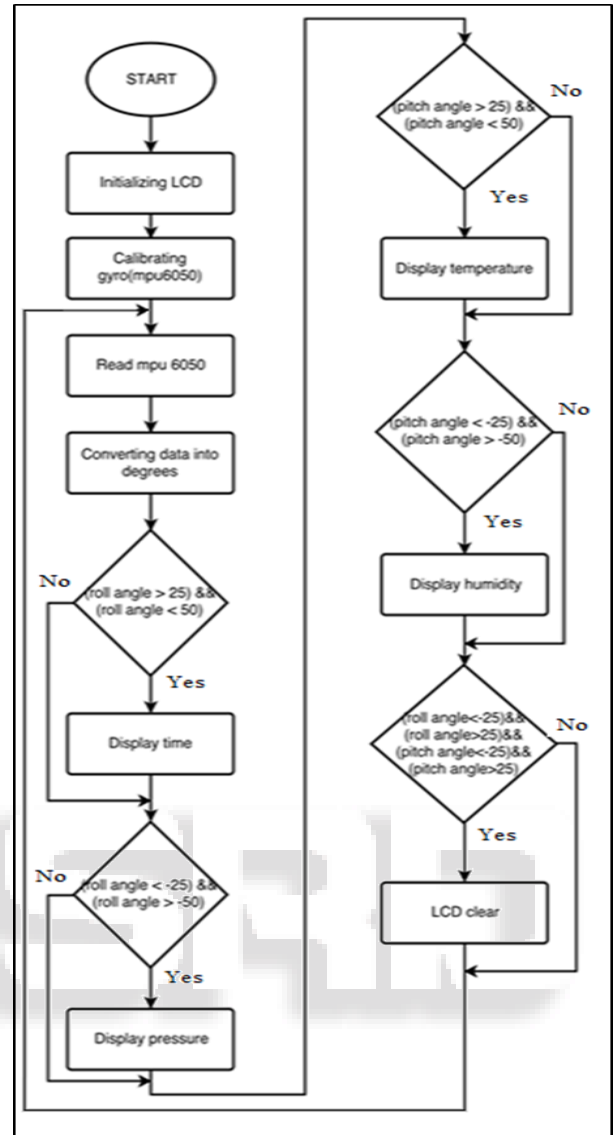 START
Initializing LCD
Calibrating
gyro(mpu6050)
Read mpu 6050
Converting data into
degrees
(roll angle > 25) &&
(roll angle < 50)
No
Yes
Display time
(roll angle < -25) &&
(roll angle > -50)
No
Yes
Display pressure
(pitch angle > 25) &&
(pitch angle < 50)
No
Yes
Display temperature
(pitch angle < -25) &&
(pitch angle > -50)
No
Yes
Display humidity
(roll angle<-25)&&
(roll angle>25)&&
(pitch angle<-25)&&
(pitch angle>25)
No
Yes
LCD clear